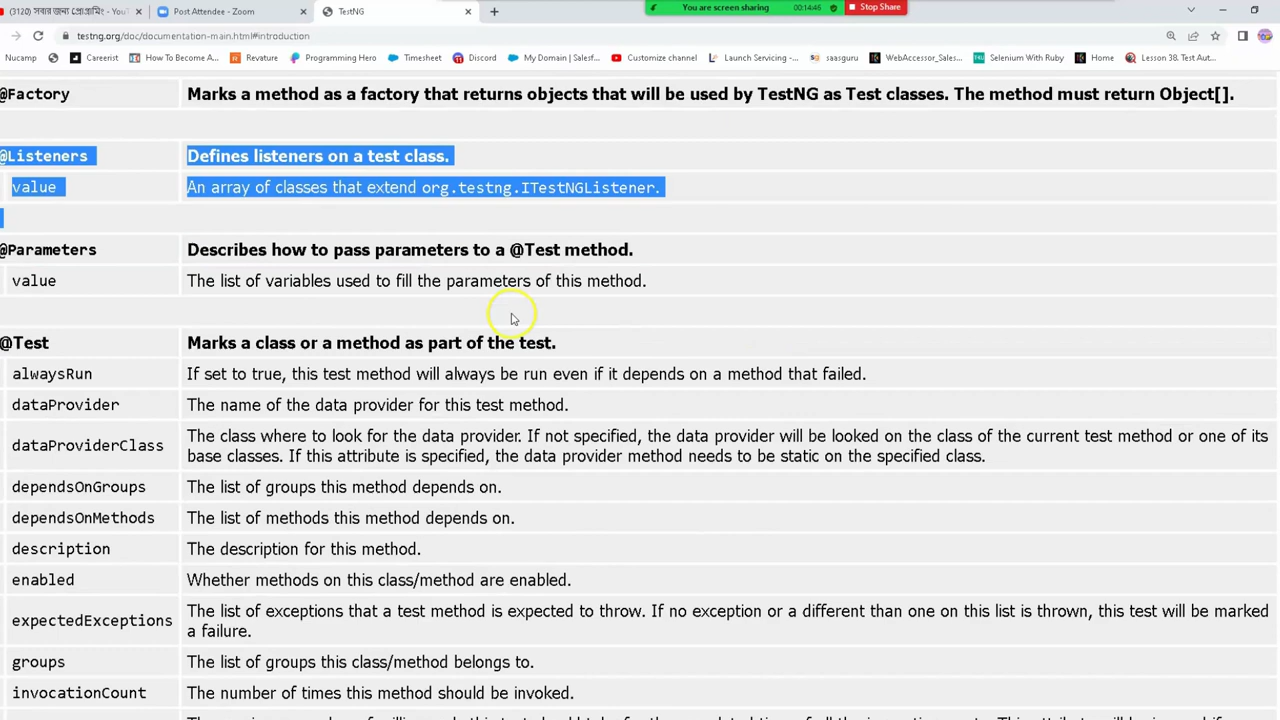 (3120) সবার জন্য প্রোগ্রামিং - YouT
Post Attendee - Zoom
TestNG
You are screen sharing
00:14:46
Stop Share
testng.org/doc/documentation-main.html#introduction
Nucamp
Careerist
How To Become A...
Revature
Programming Hero
Timesheet
Discord
My Domain | Salesf...
Customize channel
Launch Servicing -...
saasguru
WebAccessor_Sales...
Selenium With Ruby
Home
Lesson 38. Test Aut...
@Factory Marks a method as a factory that returns objects that will be used by TestNG as Test classes. The method must return Object[].
@Listeners Defines listeners on a test class.
value An array of classes that extend org.testng.ITestNGListener.
@Parameters Describes how to pass parameters to a @Test method.
value The list of variables used to fill the parameters of this method.
@Test Marks a class or a method as part of the test.
alwaysRun If set to true, this test method will always be run even if it depends on a method that failed.
dataProvider The name of the data provider for this test method.
dataProviderClass The class where to look for the data provider. If not specified, the data provider will be looked on the class of the current test method or one of its
base classes. If this attribute is specified, the data provider method needs to be static on the specified class.
dependsOnGroups The list of groups this method depends on.
dependsOnMethods The list of methods this method depends on.
description The description for this method.
enabled Whether methods on this class/method are enabled.
expectedExceptions The list of exceptions that a test method is expected to throw. If no exception or a different than one on this list is thrown, this test will be marked
a failure.
groups The list of groups this class/method belongs to.
invocationCount The number of times this method should be invoked.